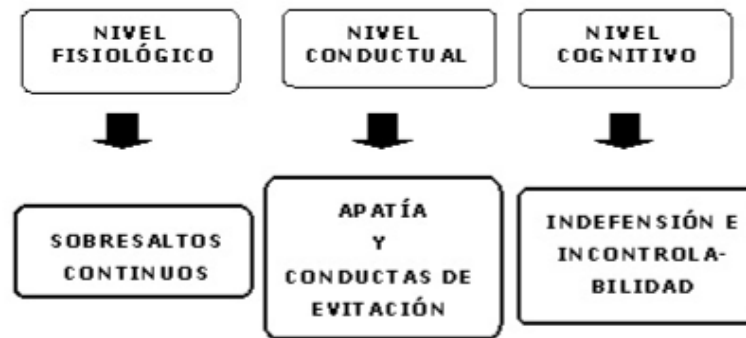 NIVEL
FISIOLÓGICO
NIVEL
CONDUCTUAL
NIVEL
COGNITIVO
SOBRESALTOS
CONTINUOS
APATÍA
Y
CONDUCTAS DE
EVITACIÓN
INDEFENSIÓN E
INCONTROLA-
BILIDAD